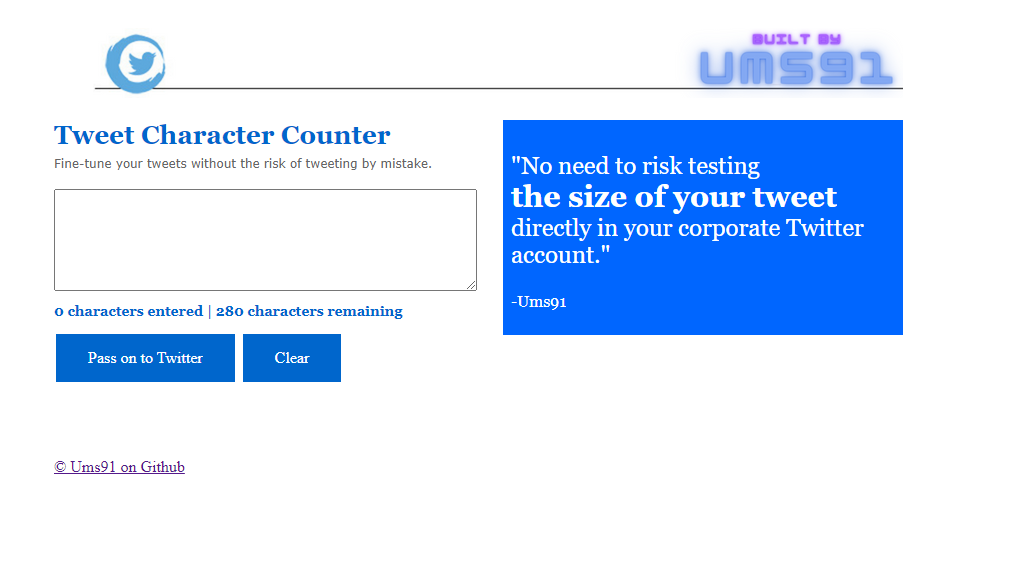 BUILT BY
UMS91
Tweet Character Counter
Fine-tune your tweets without the risk of tweeting by mistake.
0 characters entered | 280 characters remaining
Pass on to Twitter
Clear
"No need to risk testing
the size of your tweet
directly in your corporate Twitter
account."
-Ums91
© Ums91 on Github